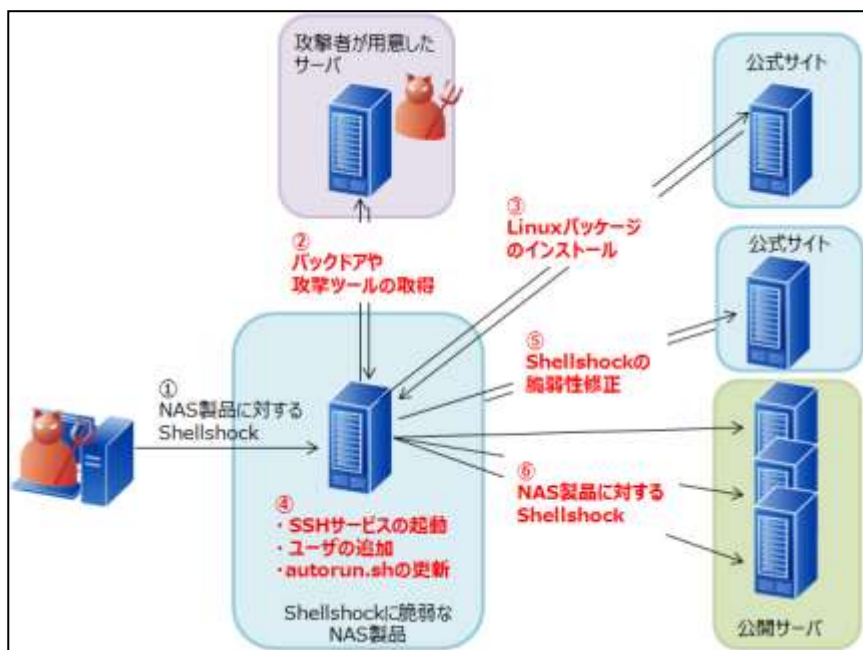 攻撃者が用意した
サーバ
公式サイト
③
Linuxパッケージ
のインストール
②
バックドアや
攻撃ツールの取得
公式サイト
⑤
Shellshockの
脆弱性修正
①
NAS製品に対する
Shellshock
④
・SSHサービスの起動
・ユーザの追加
・autorun.shの更新
⑥
NAS製品に対する
Shellshock
Shellshockに脆弱な
NAS製品
公開サーバ